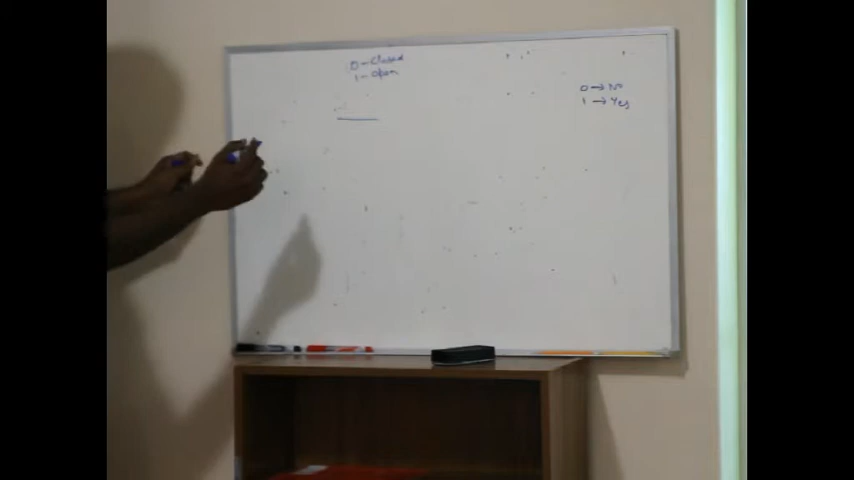 0 - Closed
1 - Open
0 → No
1 → Yes